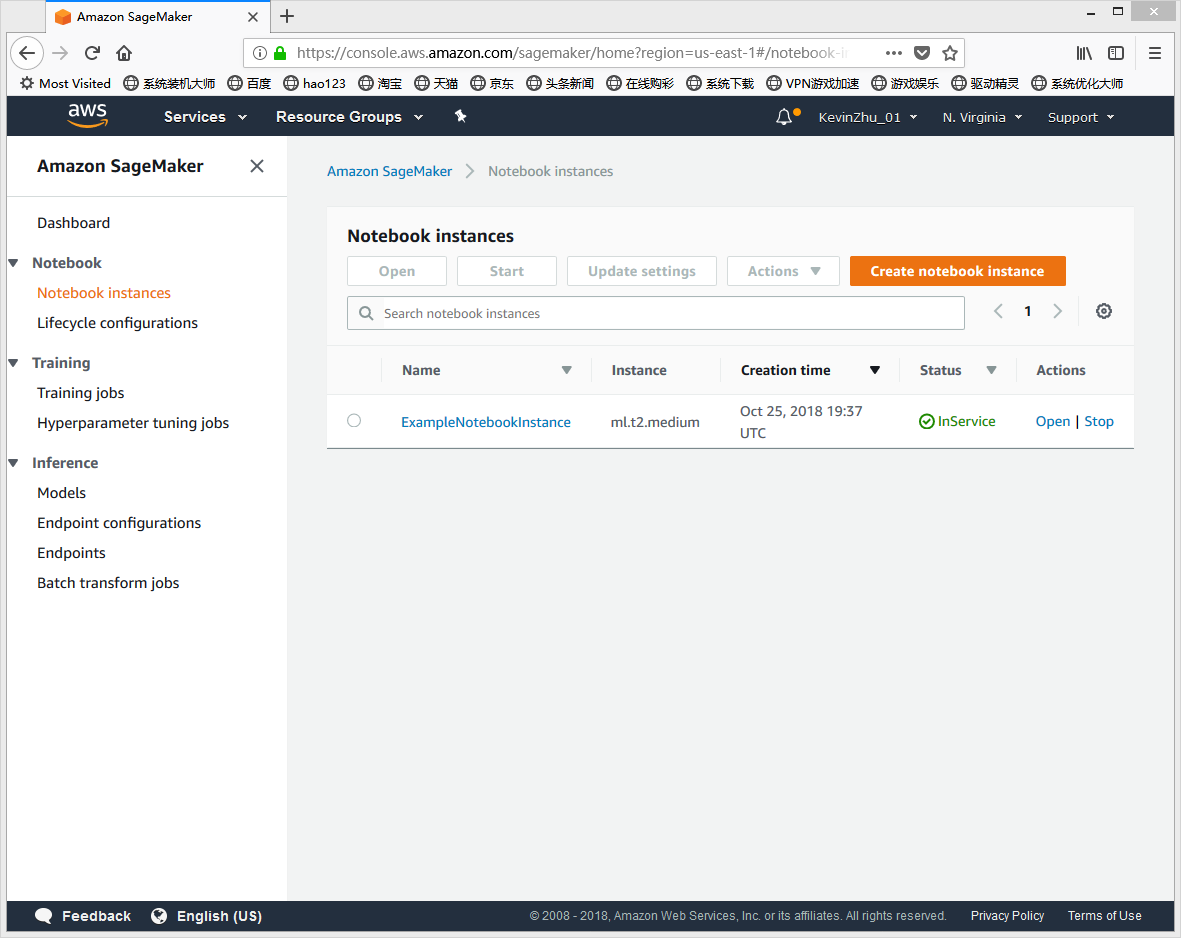 Amazon SageMaker
https://console.aws.amazon.com/sagemaker/home?region=us-east-1#/notebook-i
Most Visited 系统装机大师 百度 hao123 淘宝 天猫 京东 头条新闻 在线购彩 系统下载 VPN游戏加速 游戏娱乐 驱动精灵 系统优化大师
aws Services Resource Groups KevinZhu_01 N. Virginia Support
Amazon SageMaker
Dashboard
Notebook
Notebook instances
Lifecycle configurations
Training
Training jobs
Hyperparameter tuning jobs
Inference
Models
Endpoint configurations
Endpoints
Batch transform jobs
Amazon SageMaker Notebook instances
Notebook instances
Open Start Update settings Actions Create notebook instance
Search notebook instances 1
Name Instance Creation time Status Actions
ExampleNotebookInstance ml.t2.medium Oct 25, 2018 19:37 UTC InService Open | Stop
Feedback English (US) © 2008 - 2018, Amazon Web Services, Inc. or its affiliates. All rights reserved. Privacy Policy Terms of Use